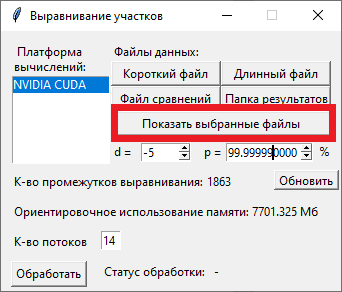 Выравнивание участков
Платформа вычислений:
NVIDIA CUDA
Файлы данных:
Короткий файл
Длинный файл
Файл сравнений
Папка результатов
Показать выбранные файлы
d = -5 p = 99.999990000 %
К-во промежутков выравнивания: 1863
Обновить
Ориентировочное использование памяти: 7701.325 Мб
К-во потоков 14
Обработать
Статус обработки: -